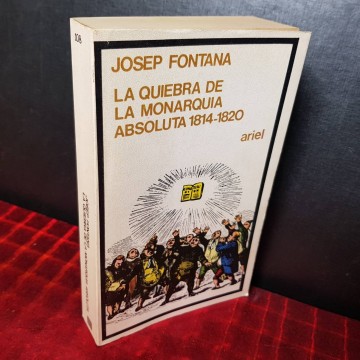 JOSEP FONTANA
LA QUIEBRA DE
LA MONARQUIA
ABSOLUTA 1814-1820
ariel